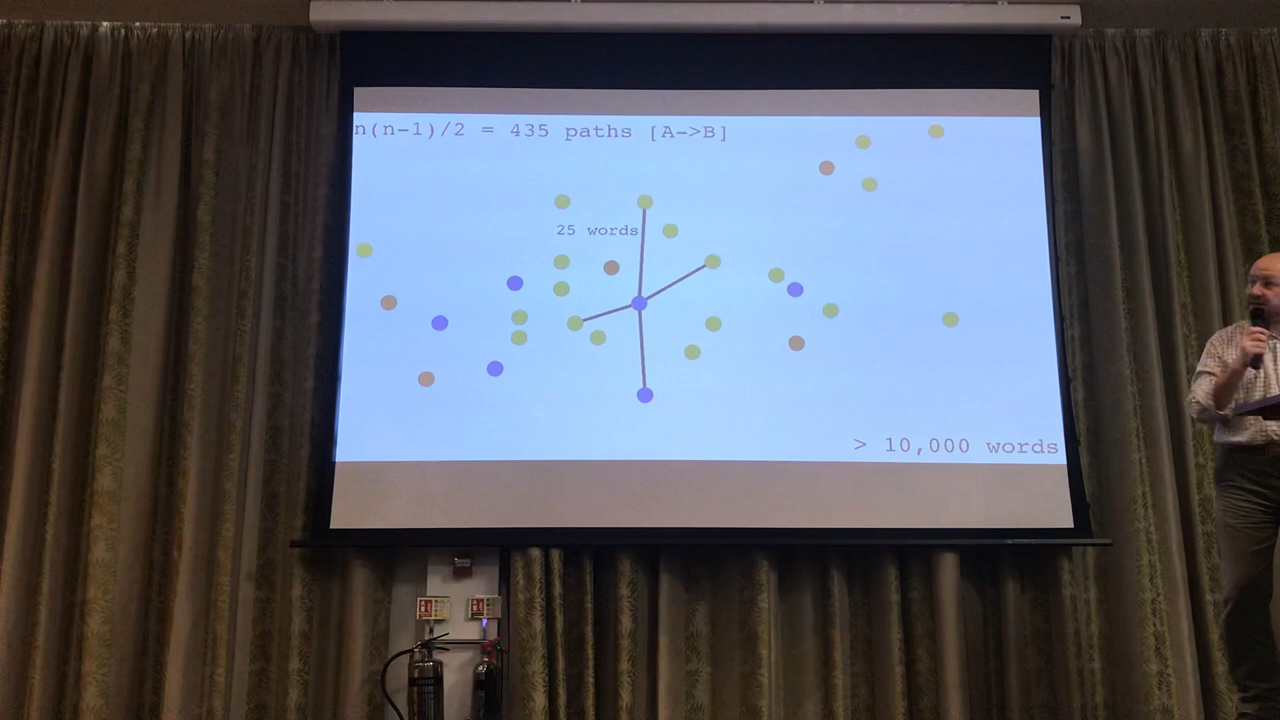 n(n-1)/2 = 435 paths [A->B]
25 words
> 10,000 words